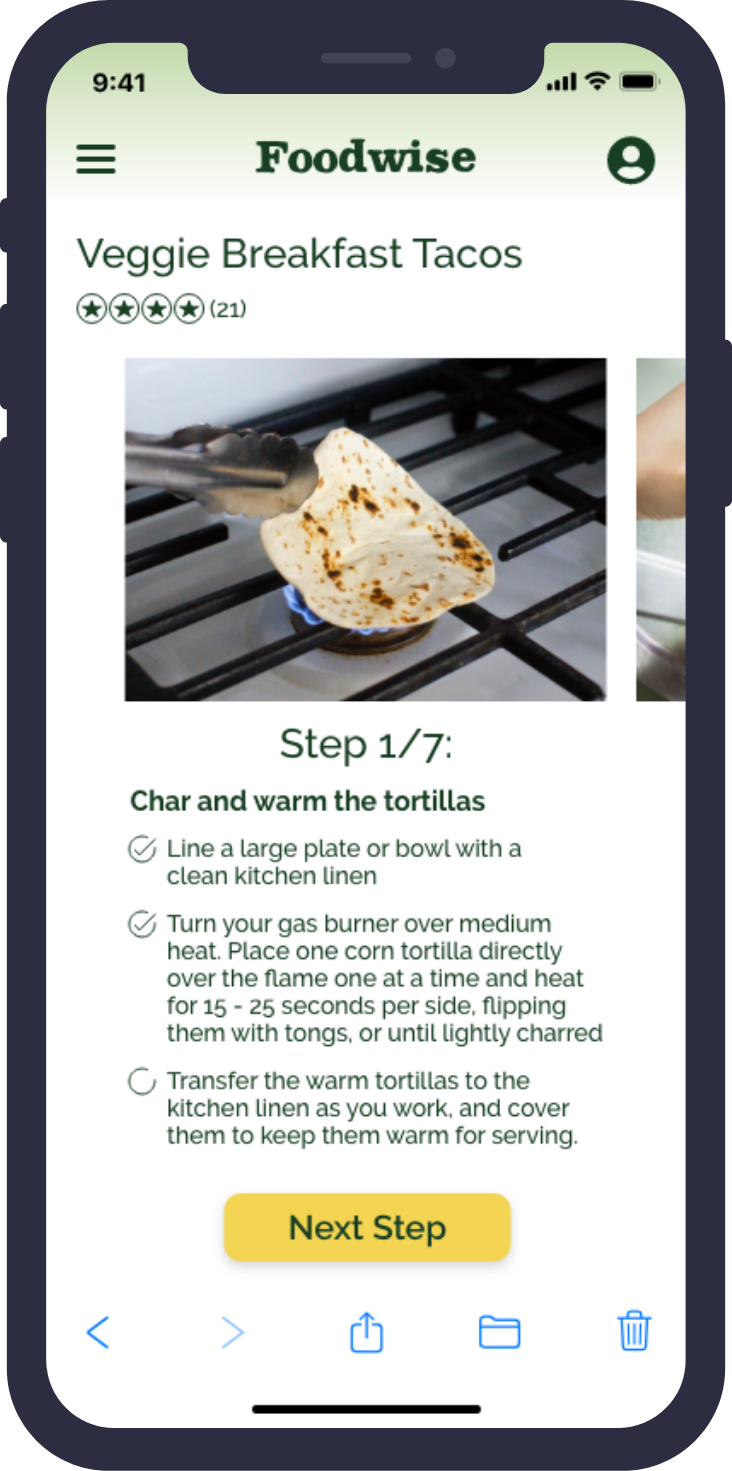 9:41
Foodwise
Veggie Breakfast Tacos
(21)
Step 1/7:
Char and warm the tortillas
Line a large plate or bowl with a
clean kitchen linen
Turn your gas burner over medium
heat. Place one corn tortilla directly
over the flame one at a time and heat
for 15 - 25 seconds per side, flipping
them with tongs, or until lightly charred
Transfer the warm tortillas to the
kitchen linen as you work, and cover
them to keep them warm for serving.
Next Step